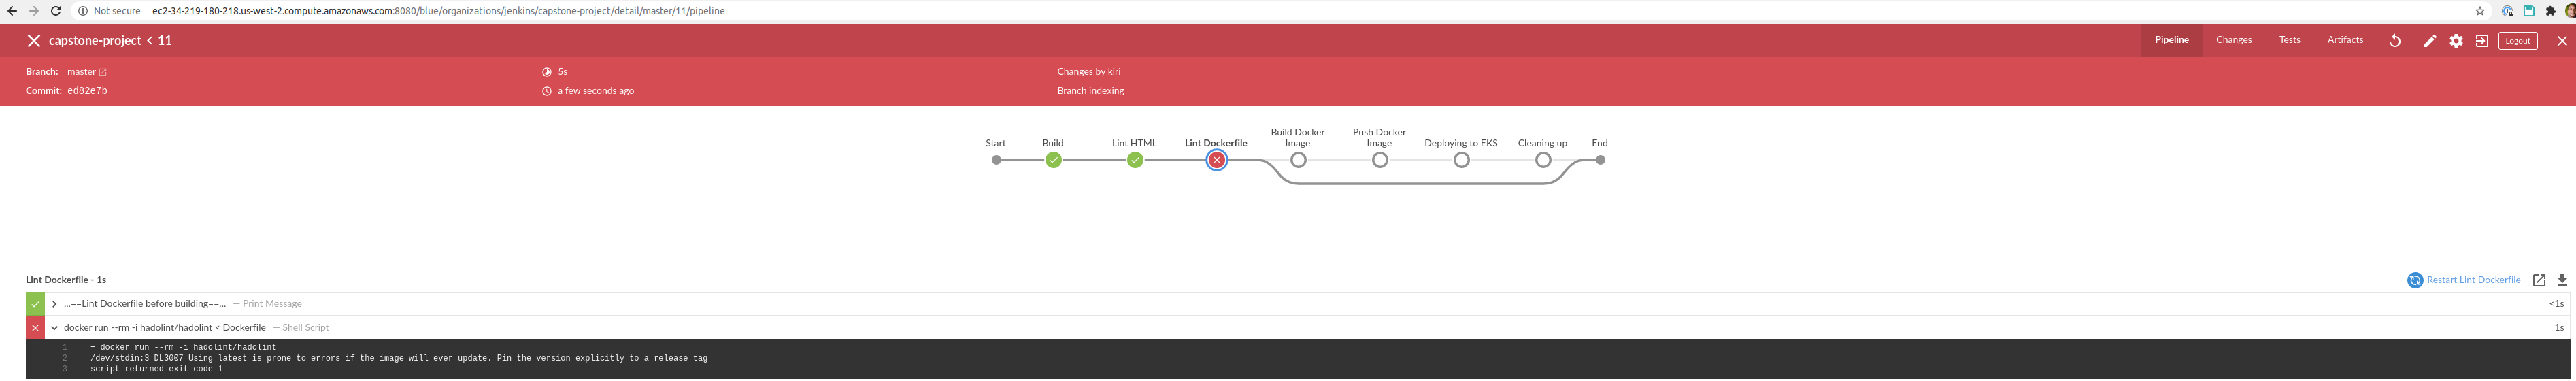 Not secure | ec2-34-219-180-218.us-west-2.compute.amazonaws.com:8080/blue/organizations/jenkins/capstone-project/detail/master/11/pipeline
capstone-project < 11 Pipeline Changes Tests Artifacts Logout
Branch: master 5s Changes by kiri
Commit: ed82e7b a few seconds ago Branch indexing
Start Build Lint HTML Lint Dockerfile Build Docker Image Push Docker Image Deploying to EKS Cleaning up End
Lint Dockerfile - 1s Restart Lint Dockerfile
...==Lint Dockerfile before building==... — Print Message <1s
docker run --rm -i hadolint/hadolint < Dockerfile — Shell Script 1s
1 + docker run --rm -i hadolint/hadolint
2 /dev/stdin:3 DL3007 Using latest is prone to errors if the image will ever update. Pin the version explicitly to a release tag
3 script returned exit code 1